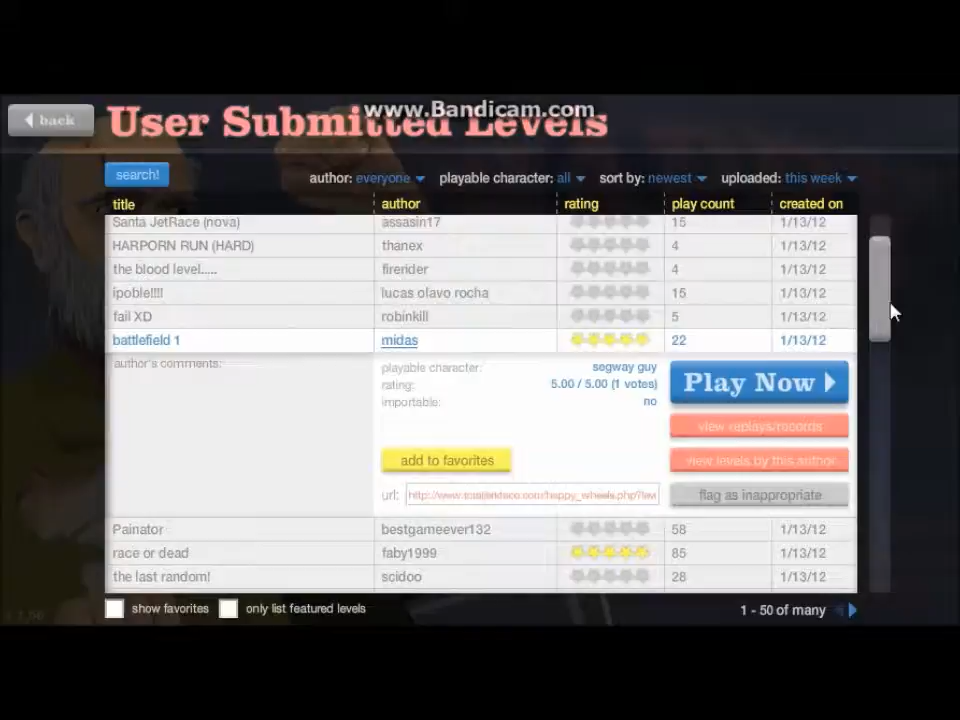 www.Bandicam.com
back
User Submitted Levels
search!
author: everyone playable character: all sort by: newest uploaded: this week
title author rating play count created on
Santa JetRace (nova) assasin17 15 1/13/12
HARPORN RUN (HARD) thanex 4 1/13/12
the blood level..... firerider 4 1/13/12
ipoble!!!! lucas olavo rocha 15 1/13/12
fail XD robinkill 5 1/13/12
battlefield 1 midas 22 1/13/12
author's comments:
playable character: segway guy
rating: 5.00 / 5.00 (1 votes)
importable: no
Play Now
view replays/records
add to favorites
view levels by this author
url: http://www.totaljerkface.com/happy_wheels.php?lev
flag as inappropriate
Painator bestgameever132 58 1/13/12
race or dead faby1999 85 1/13/12
the last random! scidoo 28 1/13/12
show favorites only list featured levels 1 - 50 of many